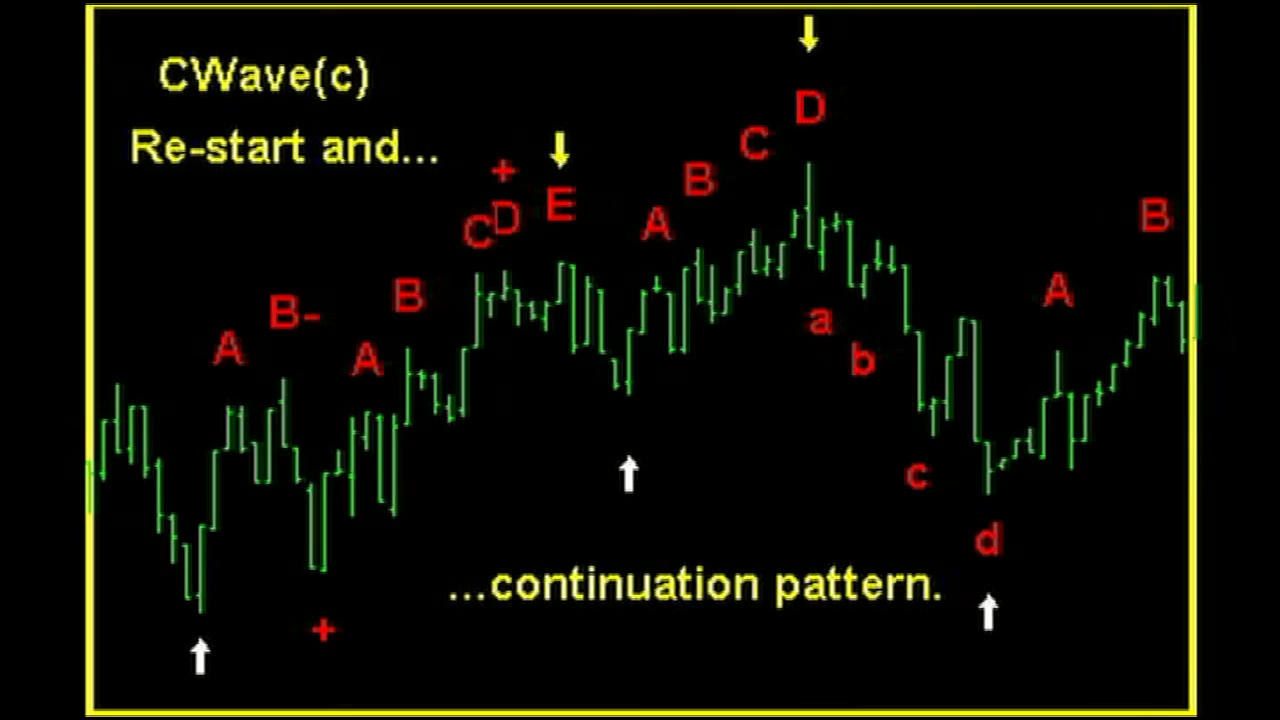 CWave(c)
Re-start and...
D
C
+
B
E
D
C
A
B
B
A
B-
B
A
A
a
b
c
d
...continuation pattern.
+